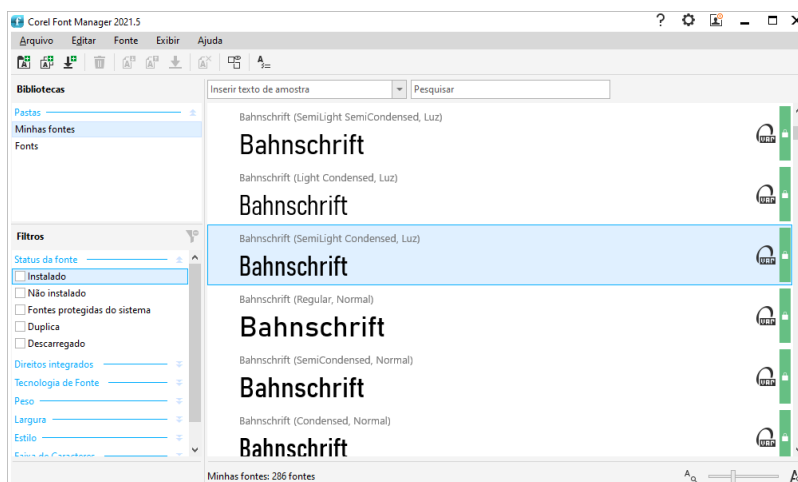 Corel Font Manager 2021.5
Arquivo Editar Fonte Exibir Ajuda
Bibliotecas
Inserir texto de amostra
Pesquisar
Pastas
Minhas fontes
Fonts
Filtros
Status da fonte
Instalado
Não instalado
Fontes protegidas do sistema
Duplica
Descarregado
Direitos integrados
Tecnologia de Fonte
Peso
Largura
Estilo
Faixa de Caracteres
Bahnschrift (SemiLight SemiCondensed, Luz)
Bahnschrift
Bahnschrift (Light Condensed, Luz)
Bahnschrift
Bahnschrift (SemiLight Condensed, Luz)
Bahnschrift
Bahnschrift (Regular, Normal)
Bahnschrift
Bahnschrift (SemiCondensed, Normal)
Bahnschrift
Bahnschrift (Condensed, Normal)
Bahnschrift
Minhas fontes: 286 fontes